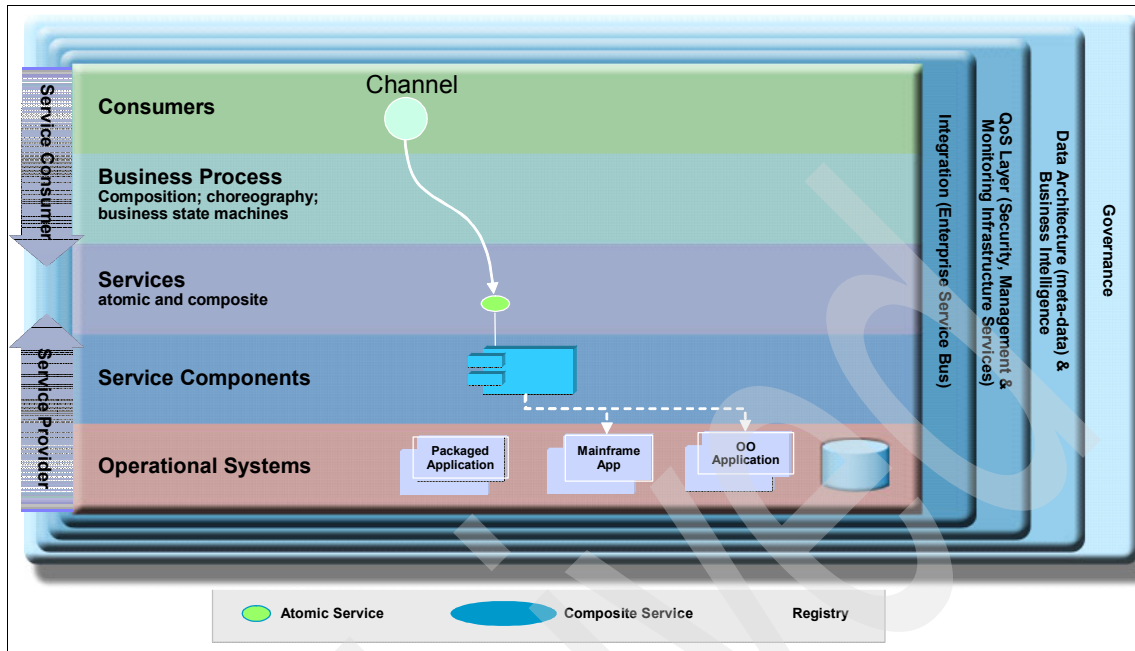 Channel
Consumers
Business Process
Composition; choreography;
business state machines
Services
atomic and composite
Service Components
Operational Systems
Packaged
Application
Mainframe
App
OO
Application
Service Consumer
Service Provider
Integration (Enterprise Service Bus)
QoS Layer (Security, Management &
Monitoring Infrastructure Services)
Data Architecture (meta-data) &
Business Intelligence
Governance
Atomic Service
Composite Service
Registry